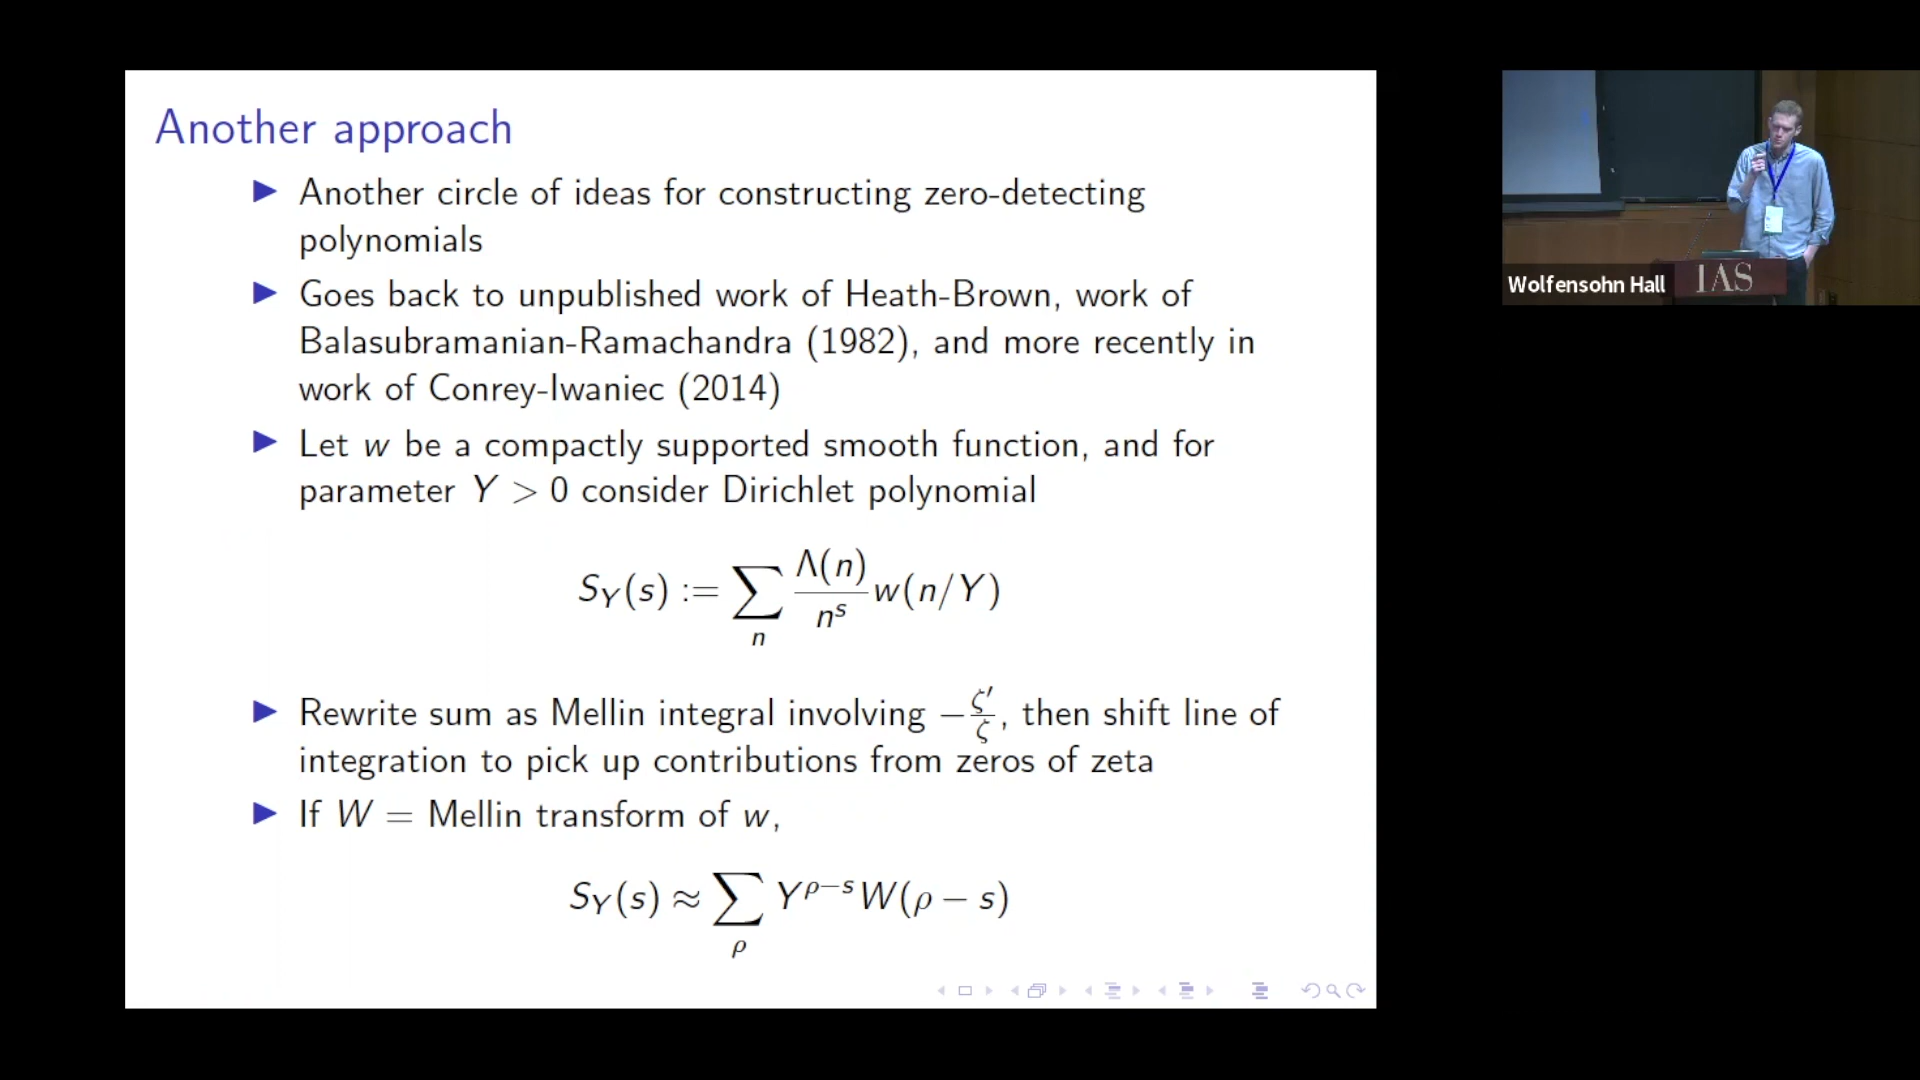 Another approach
▶ Another circle of ideas for constructing zero-detecting
polynomials
▶ Goes back to unpublished work of Heath-Brown, work of
Balasubramanian-Ramachandra (1982), and more recently in
work of Conrey-Iwaniec (2014)
▶ Let w be a compactly supported smooth function, and for
parameter Y > 0 consider Dirichlet polynomial
S_Y(s) := ∑_n Λ(n)/n^s w(n/Y)
▶ Rewrite sum as Mellin integral involving −ζ′/ζ, then shift line of
integration to pick up contributions from zeros of zeta
▶ If W = Mellin transform of w,
S_Y(s) ≈ ∑_ρ Y^{ρ−s} W(ρ − s)
Wolfensohn Hall
IAS